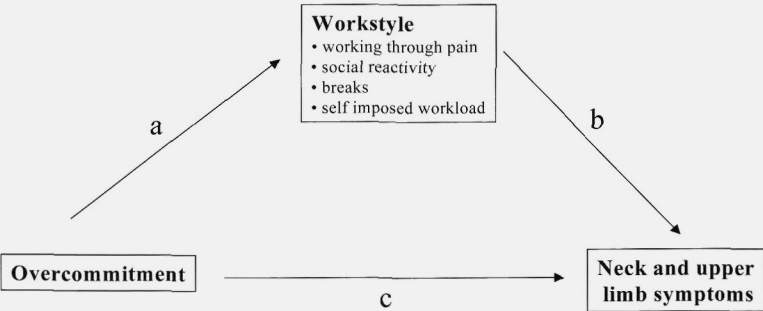 Workstyle
• working through pain
• social reactivity
• breaks
• self imposed workload
a
b
Overcommitment
c
Neck and upper
limb symptoms